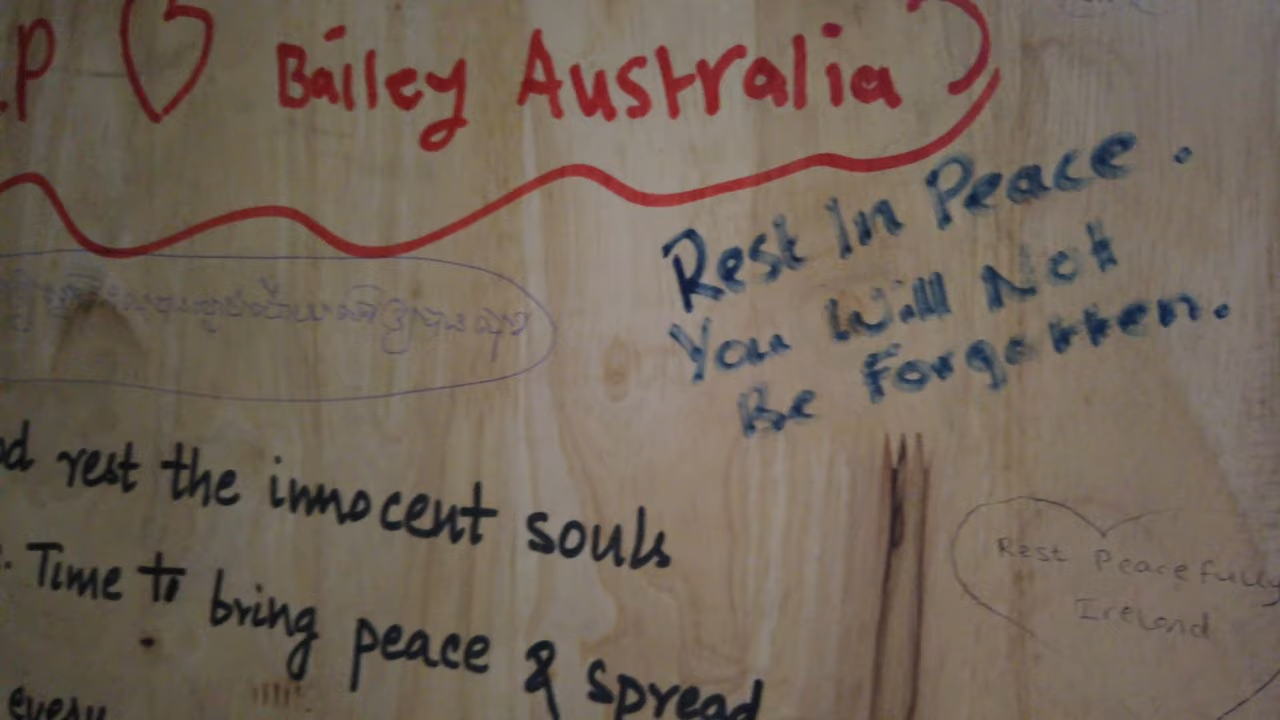 .P
Bailey Australia
Rest In Peace.
You Will Not
Be Forgotten.
rest the innocent souls
Time to bring peace & spread
every
Rest Peacefully
Ireland